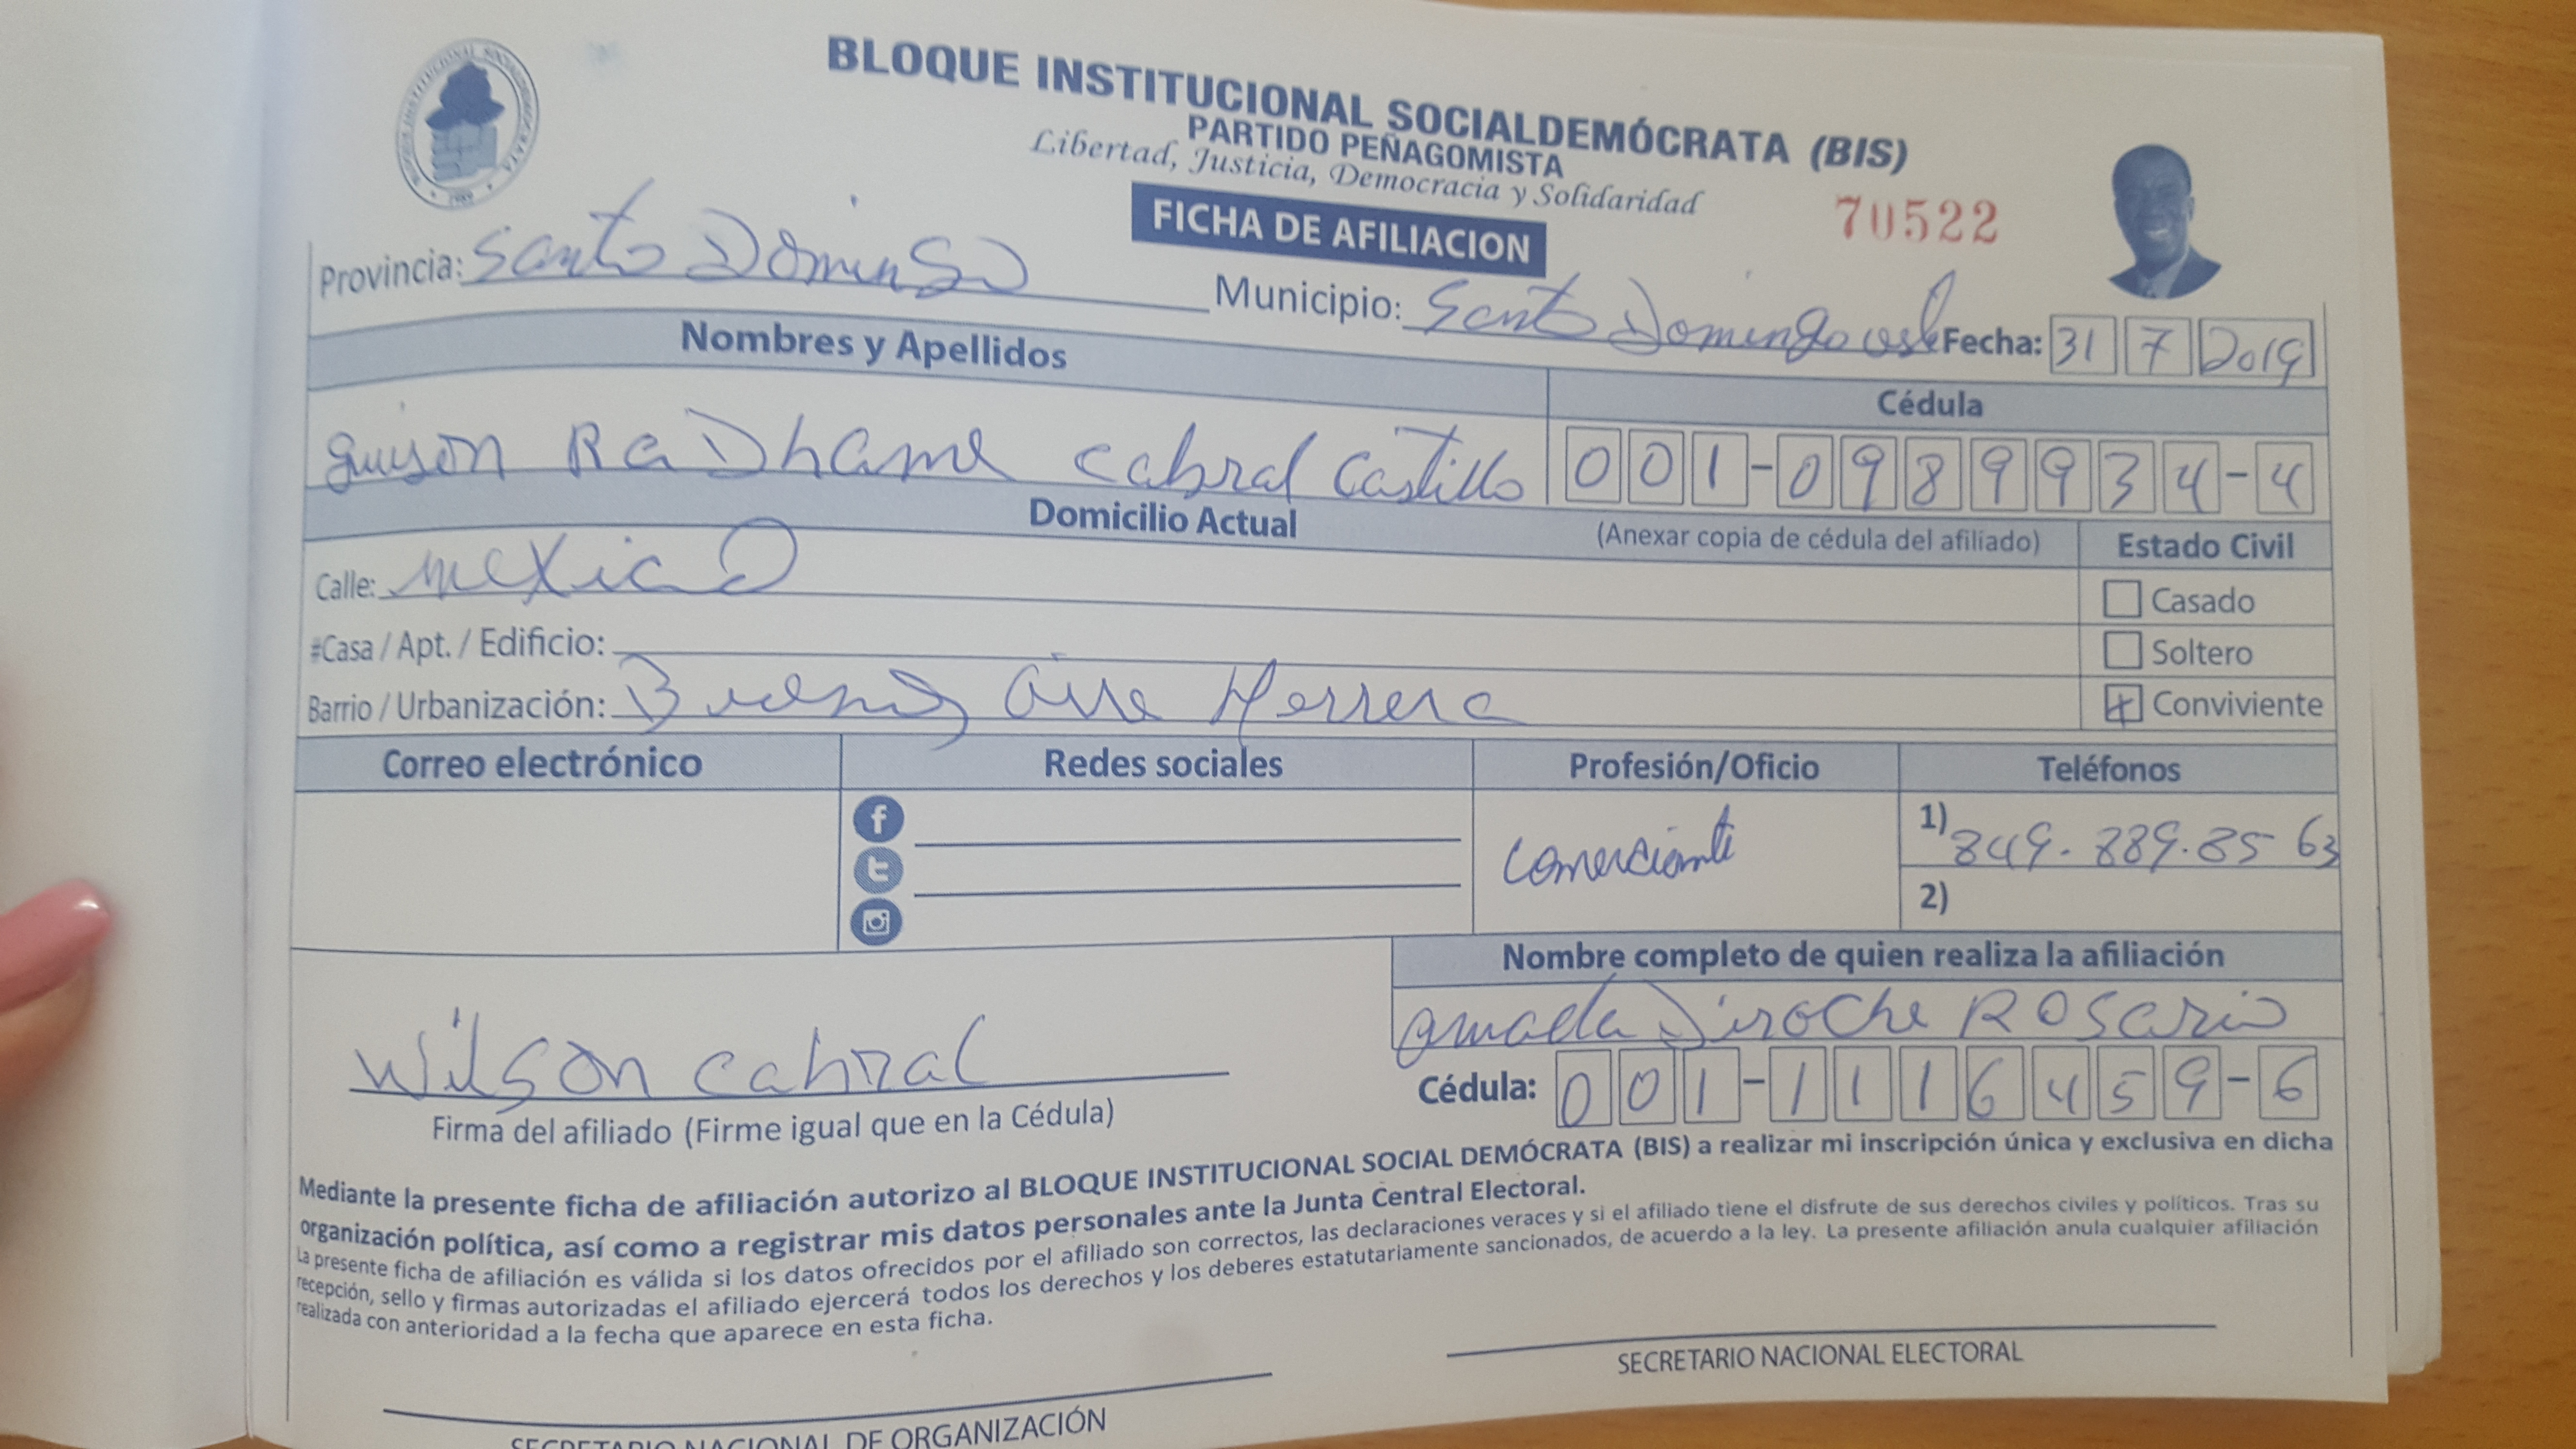 BLOQUE INSTITUCIONAL SOCIALDEMÓCRATA (BIS)
PARTIDO PEÑAGOMISTA
Libertad, Justicia, Democracia y Solidaridad
FICHA DE AFILIACION
70522
Provincia: Santo Domingo
Municipio: Santo Domingo oeste
Fecha: 31 7 2019
Nombres y Apellidos
Cédula
guison RaDhame Cabral Castillo
001-0989934-4
Domicilio Actual
(Anexar copia de cédula del afiliado)
Estado Civil
Calle: mexico
Casado
#Casa / Apt. / Edificio:
Soltero
Barrio / Urbanización: Buenos aire Herrera
Conviviente
Correo electrónico
Redes sociales
Profesión/Oficio
Teléfonos
comerciante
1) 849-889-85 63
2)
Nombre completo de quien realiza la afiliación
amada Diroche Rosario
Wilson Cabral
Cédula: 001-1116459-6
Firma del afiliado (Firme igual que en la Cédula)
Mediante la presente ficha de afiliación autorizo al BLOQUE INSTITUCIONAL SOCIAL DEMÓCRATA (BIS) a realizar mi inscripción única y exclusiva en dicha
organización política, así como a registrar mis datos personales ante la Junta Central Electoral.
La presente ficha de afiliación es válida si los datos ofrecidos por el afiliado son correctos, las declaraciones veraces y si el afiliado tiene el disfrute de sus derechos civiles y políticos. Tras su
recepción, sello y firmas autorizadas el afiliado ejercerá todos los derechos y los deberes estatutariamente sancionados, de acuerdo a la ley. La presente afiliación anula cualquier afiliación
realizada con anterioridad a la fecha que aparece en esta ficha.
SECRETARIO NACIONAL ELECTORAL
SECRETARIO NACIONAL DE ORGANIZACIÓN